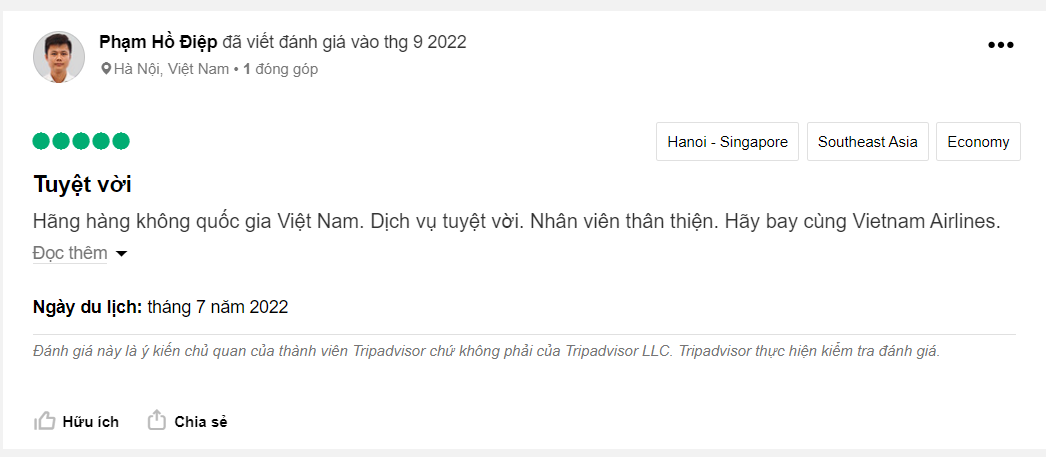 Phạm Hồ Điệp đã viết đánh giá vào thg 9 2022
Hà Nội, Việt Nam • 1 đóng góp
Hanoi - Singapore
Southeast Asia
Economy
Tuyệt vời
Hãng hàng không quốc gia Việt Nam. Dịch vụ tuyệt vời. Nhân viên thân thiện. Hãy bay cùng Vietnam Airlines.
Đọc thêm
Ngày du lịch: tháng 7 năm 2022
Đánh giá này là ý kiến chủ quan của thành viên Tripadvisor chứ không phải của Tripadvisor LLC. Tripadvisor thực hiện kiểm tra đánh giá.
Hữu ích
Chia sẻ